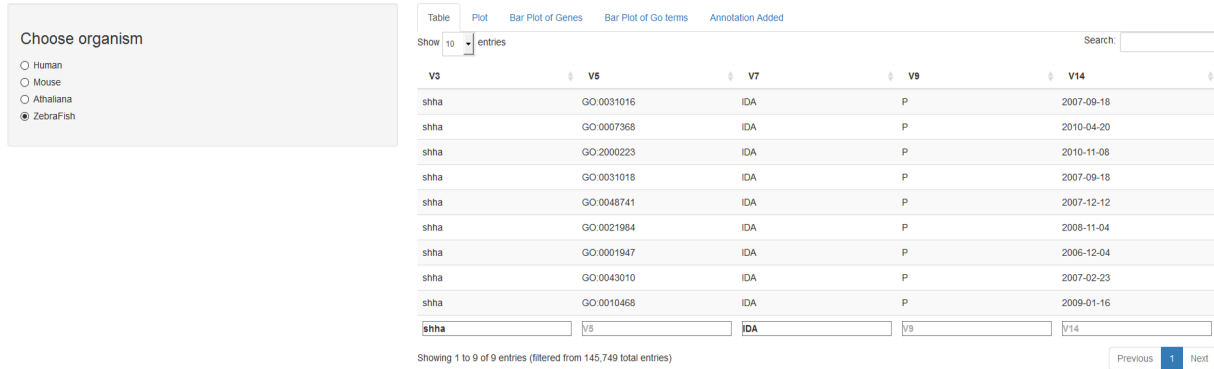 Choose organism
Human
Mouse
Athaliana
ZebraFish
Table Plot Bar Plot of Genes Bar Plot of Go terms Annotation Added
Show 10 entries Search:
V3 V5 V7 V9 V14
shha GO:0031016 IDA P 2007-09-18
shha GO:0007368 IDA P 2010-04-20
shha GO:2000223 IDA P 2010-11-08
shha GO:0031018 IDA P 2007-09-18
shha GO:0048741 IDA P 2007-12-12
shha GO:0021984 IDA P 2008-11-04
shha GO:0001947 IDA P 2006-12-04
shha GO:0043010 IDA P 2007-02-23
shha GO:0010468 IDA P 2009-01-16
shha V5 IDA V9 V14
Showing 1 to 9 of 9 entries (filtered from 145,749 total entries) Previous 1 Next